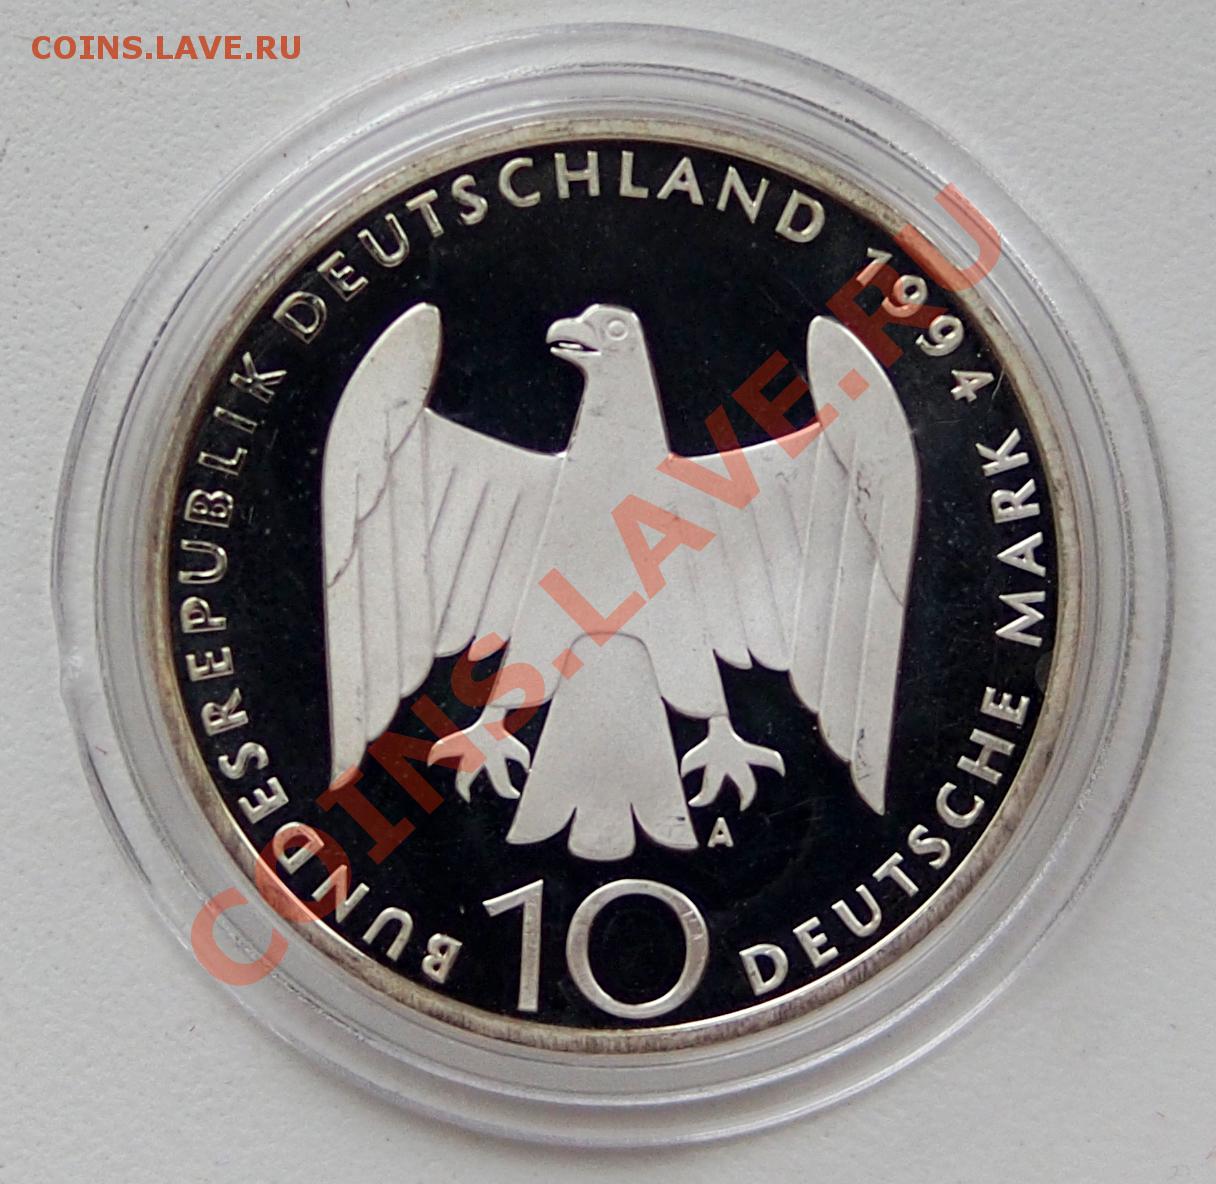 COINS.LAVE.RU
BUNDESREPUBLIK DEUTSCHLAND 1994
10 DEUTSCHE MARK
A
COINS.LAVE.RU